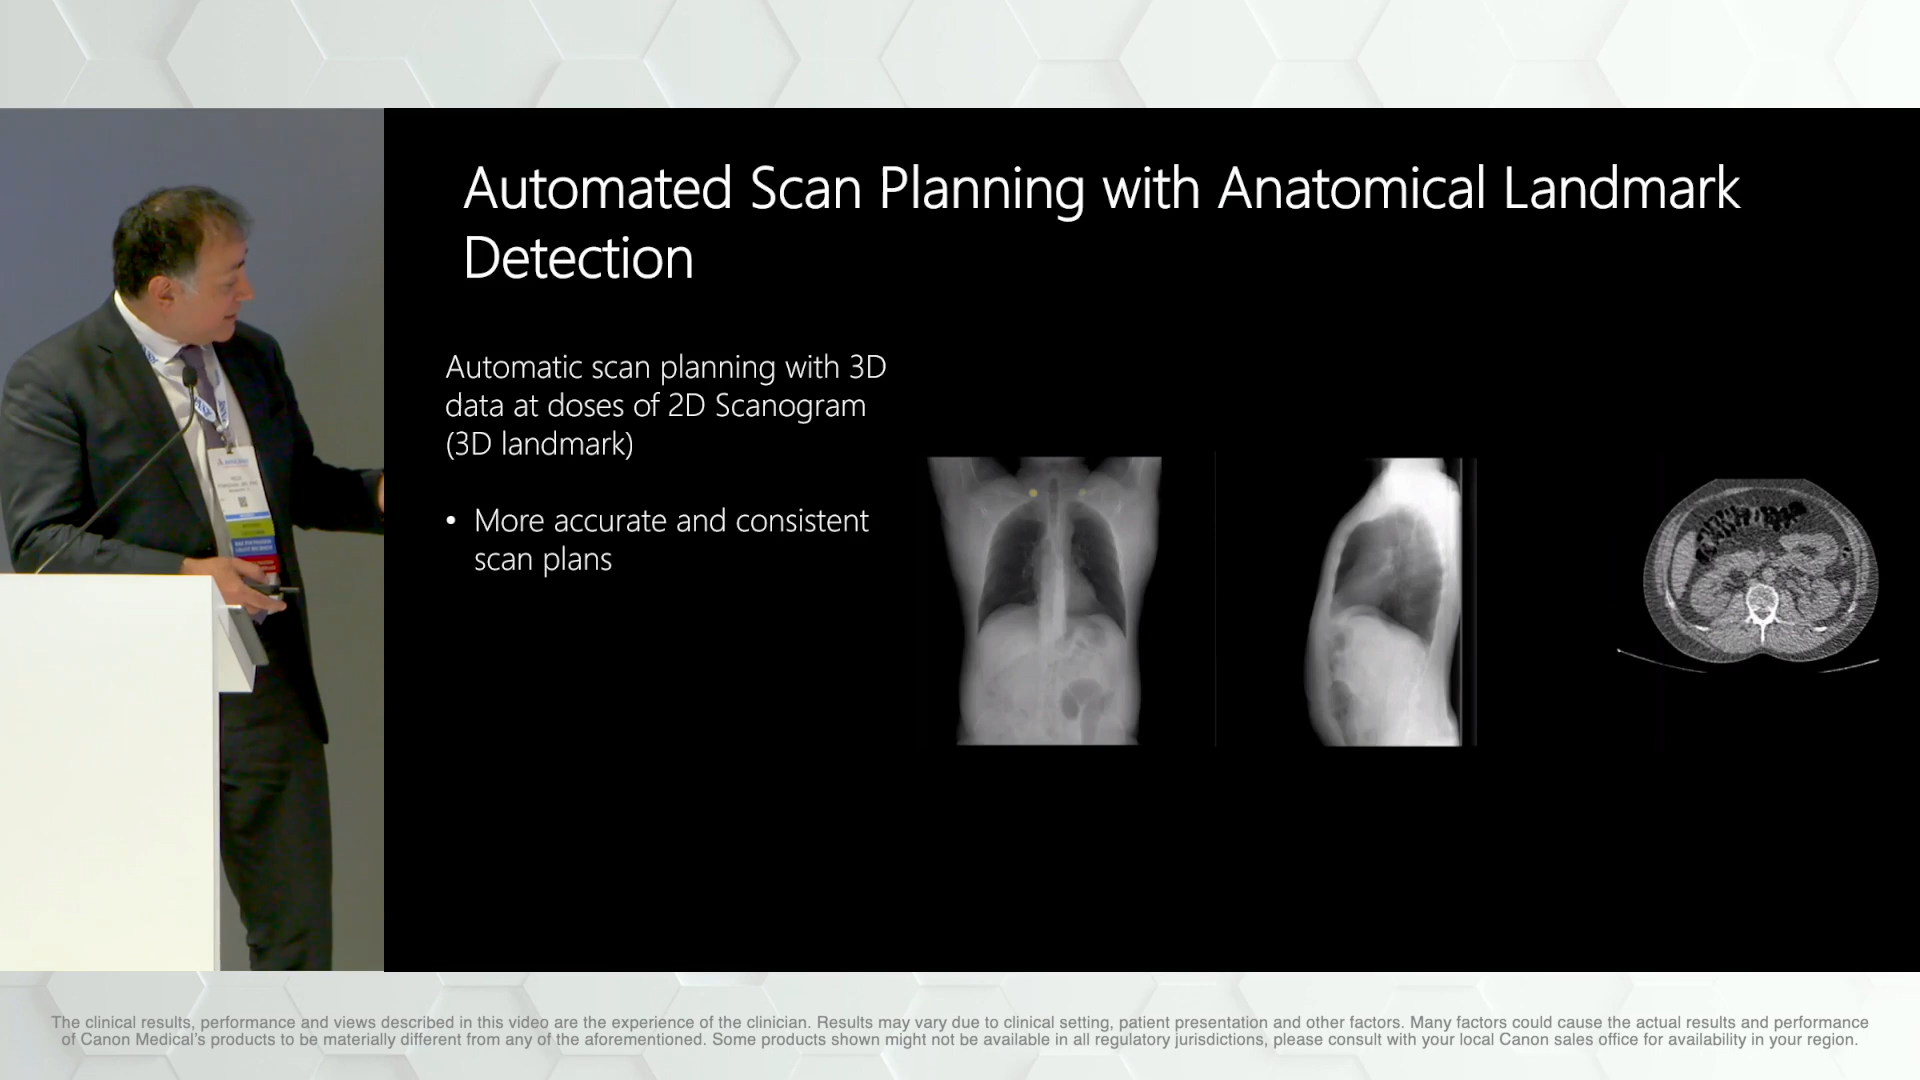 Automated Scan Planning with Anatomical Landmark
Detection
Automatic scan planning with 3D
data at doses of 2D Scanogram
(3D landmark)
• More accurate and consistent
scan plans
The clinical results, performance and views described in this video are the experience of the clinician. Results may vary due to clinical setting, patient presentation and other factors. Many factors could cause the actual results and performance
of Canon Medical's products to be materially different from any of the aforementioned. Some products shown might not be available in all regulatory jurisdictions, please consult with your local Canon sales office for availability in your region.